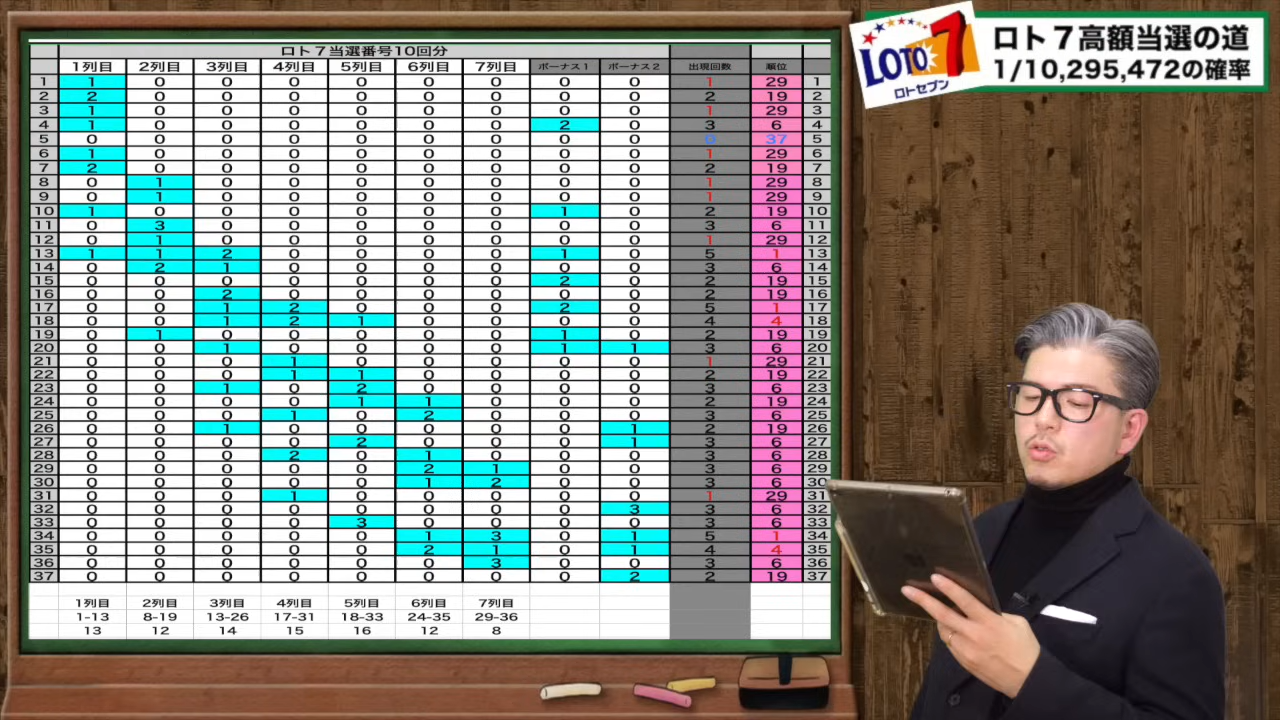 ロト７当選番号10回分
1列目 2列目 3列目 4列目 5列目 6列目 7列目 ボーナス１ ボーナス２ 出現回数 順位
1 1 0 0 0 0 0 0 0 0 1 29 1
2 2 0 0 0 0 0 0 0 0 2 19 2
3 1 0 0 0 0 0 0 0 0 1 29 3
4 1 0 0 0 0 0 0 2 0 3 6 4
5 0 0 0 0 0 0 0 0 0 0 37 5
6 1 0 0 0 0 0 0 0 0 1 29 6
7 2 0 0 0 0 0 0 0 0 2 19 7
8 0 1 0 0 0 0 0 0 0 1 29 8
9 0 1 0 0 0 0 0 0 0 1 29 9
10 1 0 0 0 0 0 0 1 0 2 19 10
11 0 3 0 0 0 0 0 0 0 3 6 11
12 0 1 0 0 0 0 0 0 0 1 29 12
13 1 1 2 0 0 0 0 1 0 5 1 13
14 0 2 1 0 0 0 0 0 0 3 6 14
15 0 0 0 0 0 0 0 2 0 2 19 15
16 0 0 2 0 0 0 0 0 0 2 19 16
17 0 0 1 2 0 0 0 2 0 5 1 17
18 0 0 1 2 1 0 0 0 0 4 4 18
19 0 1 0 0 0 0 0 1 0 2 19 19
20 0 0 1 0 0 0 0 1 1 3 6 20
21 0 0 0 1 0 0 0 0 0 1 29 21
22 0 0 0 1 1 0 0 0 0 2 19 22
23 0 0 1 0 2 0 0 0 0 3 6 23
24 0 0 0 0 1 1 0 0 0 2 19 24
25 0 0 0 1 0 2 0 0 0 3 6 25
26 0 0 1 0 0 0 0 0 1 2 19 26
27 0 0 0 0 2 0 0 0 1 3 6 27
28 0 0 0 2 0 1 0 0 0 3 6 28
29 0 0 0 0 0 2 1 0 0 3 6 29
30 0 0 0 0 0 1 2 0 0 3 6 30
31 0 0 0 1 0 0 0 0 0 1 29 31
32 0 0 0 0 0 0 0 0 3 3 6 32
33 0 0 0 0 3 0 0 0 0 3 6 33
34 0 0 0 0 0 1 3 0 1 5 1 34
35 0 0 0 0 0 2 1 0 1 4 4 35
36 0 0 0 0 0 0 3 0 0 3 6 36
37 0 0 0 0 0 0 0 0 2 2 19 37
1列目 2列目 3列目 4列目 5列目 6列目 7列目
1-13 8-19 13-26 17-31 18-33 24-35 29-36
13 12 14 15 16 12 8
LOTO 7
ロトセブン
ロト７高額当選の道
1/10,295,472の確率